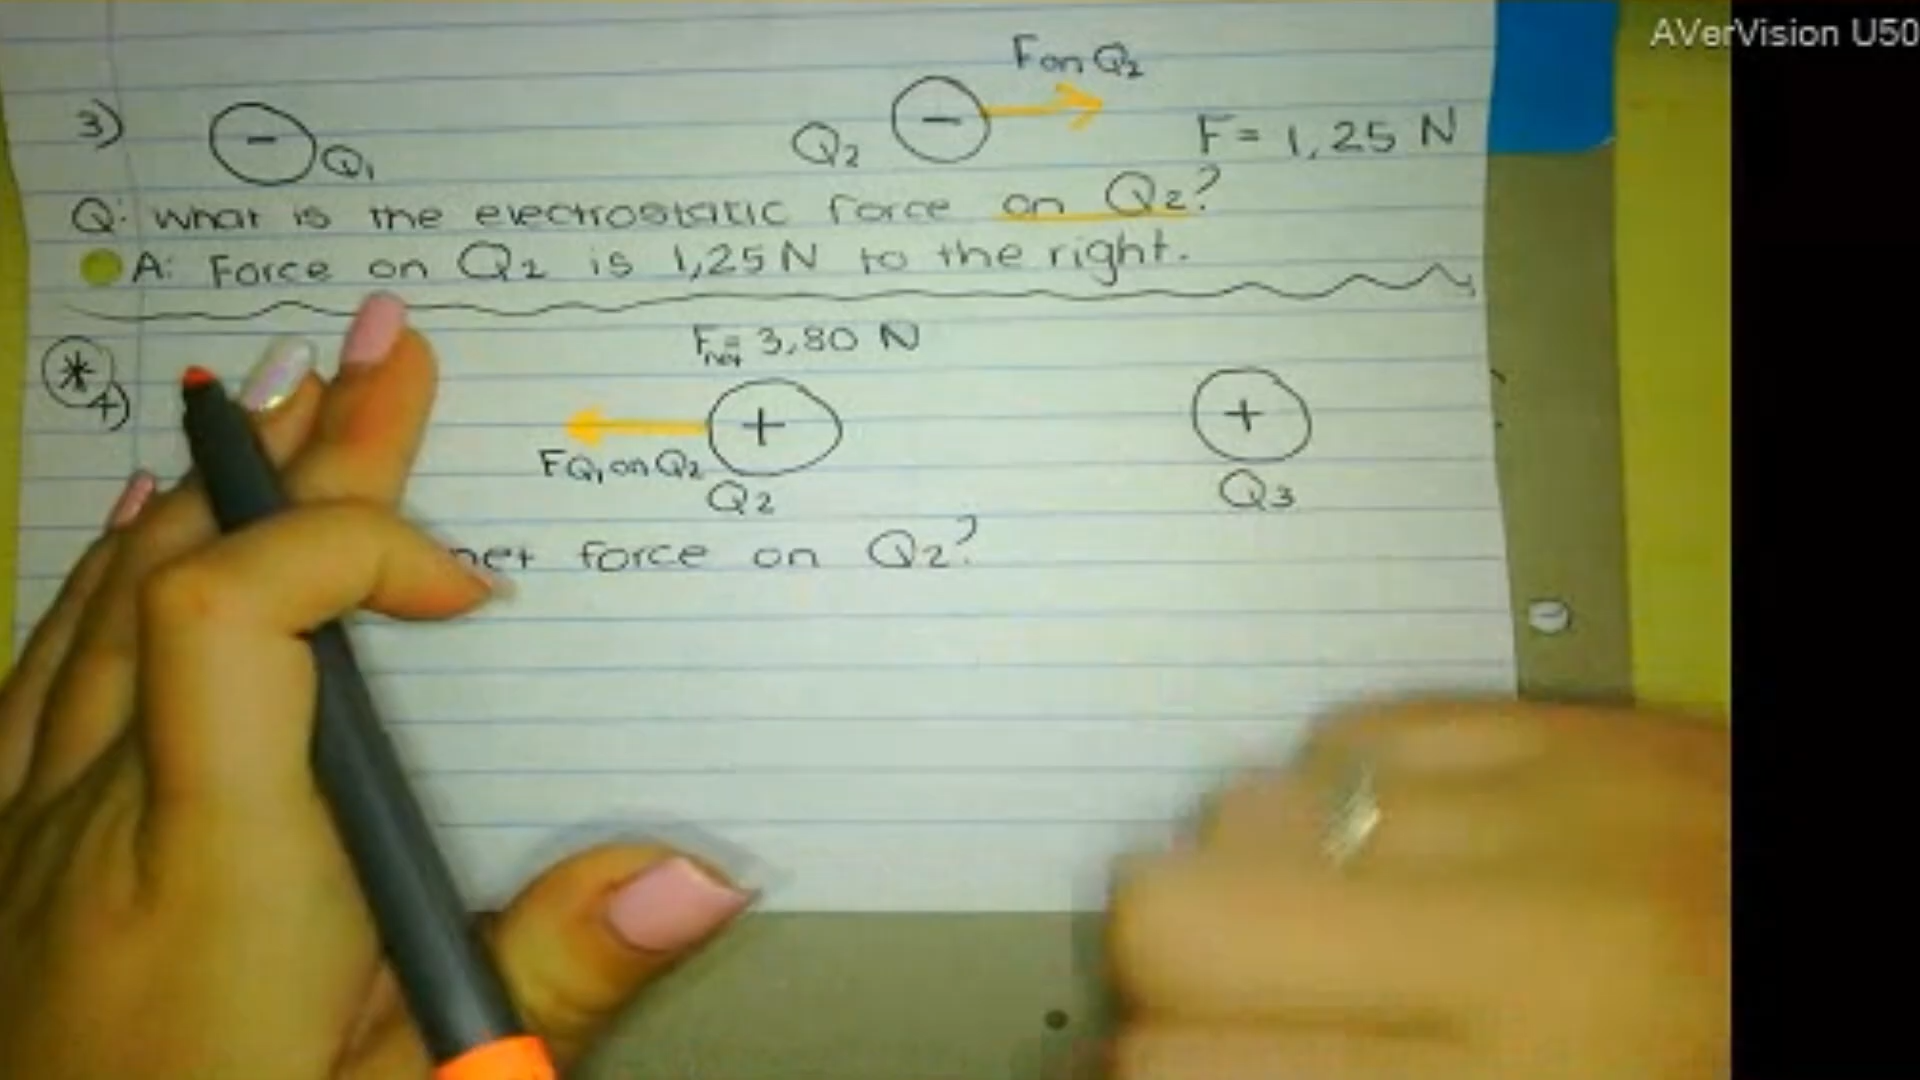 AVerVision U50
F on Q2
3) - Q1 Q2 - F = 1,25 N
Q: what is the electrostatic force on Q2?
A: Force on Q2 is 1,25 N to the right.
Fnet = 3,80 N
* 4) + +
FQ1 on Q2 Q2 Q3
net force on Q2?